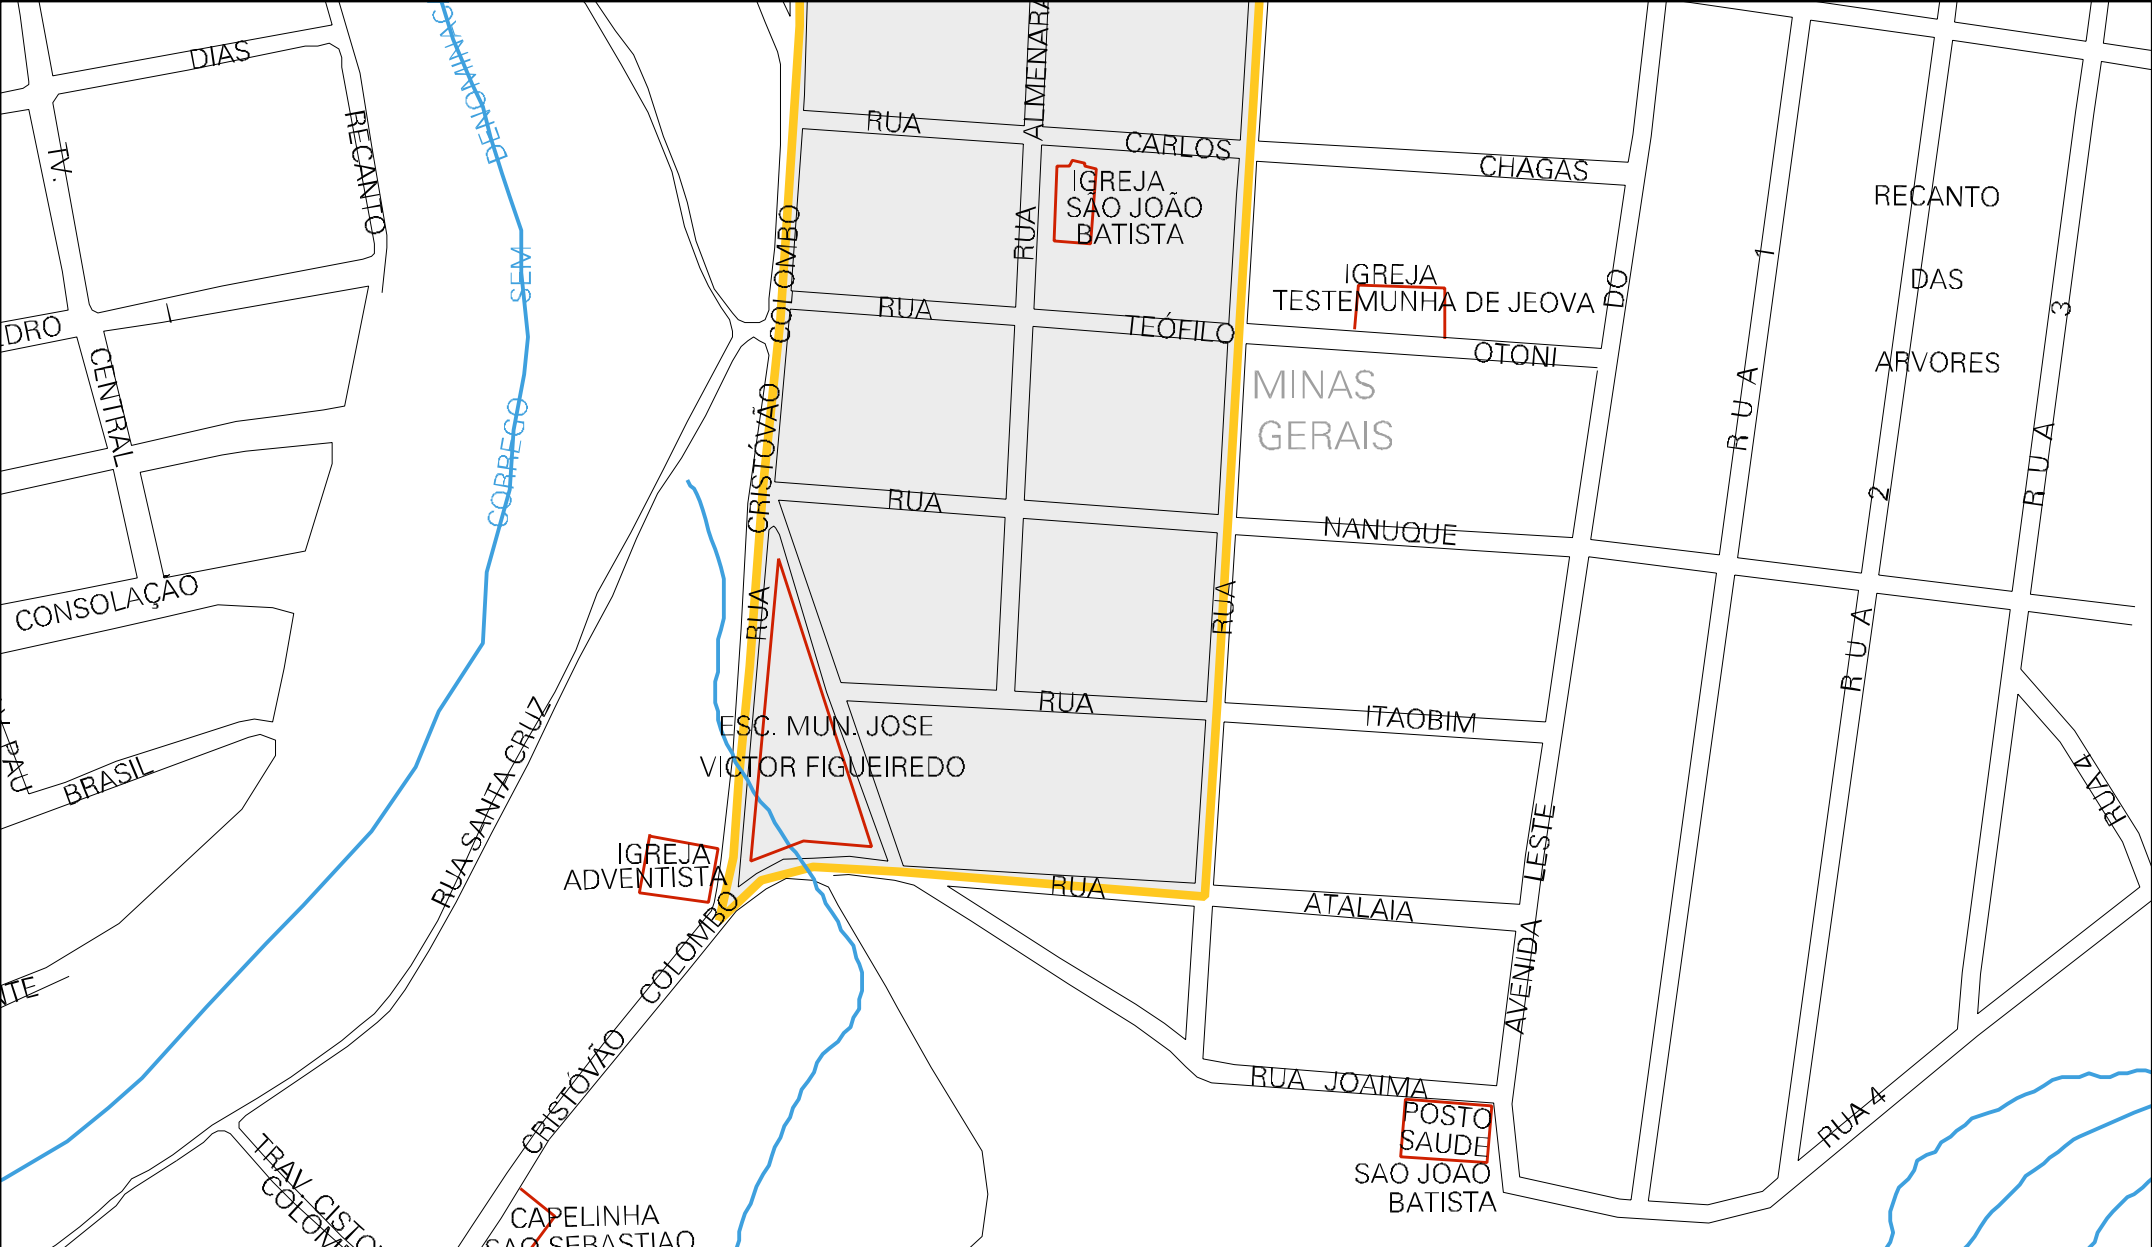 DIAS
RECANTO
TV.
CENTRAL
CONSOLAÇÃO
BRASIL
CORREGO SEM
RUA SANTA CRUZ
TRAV.
RUA CRISTÓVÃO COLOMBO
CRISTÓVÃO COLOMBO
RUA ALMENARA
RUA CARLOS CHAGAS
IGREJA
SÃO JOÃO
BATISTA
IGREJA
TESTEMUNHA DE JEOVA
RUA TEÓFILO OTONI
MINAS
GERAIS
RUA NANUQUE
RUA
RUA ITAOBIM
ESC. MUN. JOSE
VICTOR FIGUEIREDO
IGREJA
ADVENTISTA
RUA ATALAIA
AVENIDA LESTE
DO
RUA JOAIMA
POSTO
SAUDE
SAO JOAO
BATISTA
CAPELINHA
SAO SEBASTIAO
RECANTO
DAS
ARVORES
RUA 1
RUA 2
RUA 3
RUA 4
RUA 4